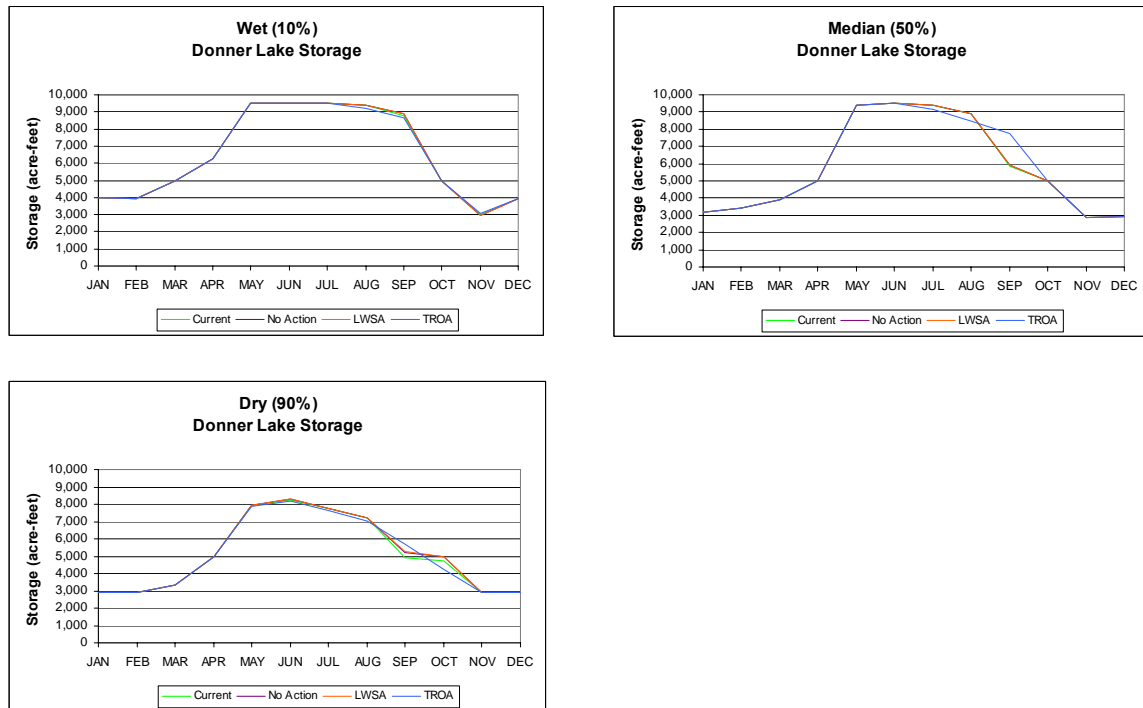 Wet (10%)
Donner Lake Storage
Storage (acre-feet)
10,000
9,000
8,000
7,000
6,000
5,000
4,000
3,000
2,000
1,000
0
JAN FEB MAR APR MAY JUN JUL AUG SEP OCT NOV DEC
Current No Action LWSA TROA
Median (50%)
Donner Lake Storage
Storage (acre-feet)
10,000
9,000
8,000
7,000
6,000
5,000
4,000
3,000
2,000
1,000
0
JAN FEB MAR APR MAY JUN JUL AUG SEP OCT NOV DEC
Current No Action LWSA TROA
Dry (90%)
Donner Lake Storage
Storage (acre-feet)
10,000
9,000
8,000
7,000
6,000
5,000
4,000
3,000
2,000
1,000
0
JAN FEB MAR APR MAY JUN JUL AUG SEP OCT NOV DEC
Current No Action LWSA TROA